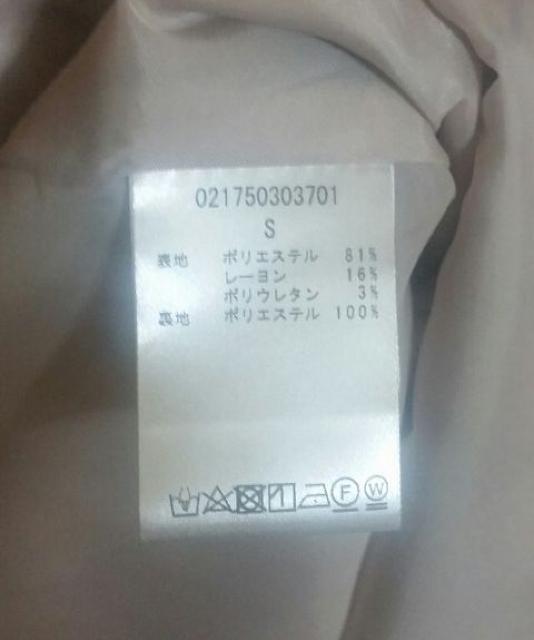 021750303701
S
表地 ポリエステル 81%
レーヨン 16%
ポリウレタン 3%
裏地 ポリエステル 100%
F W